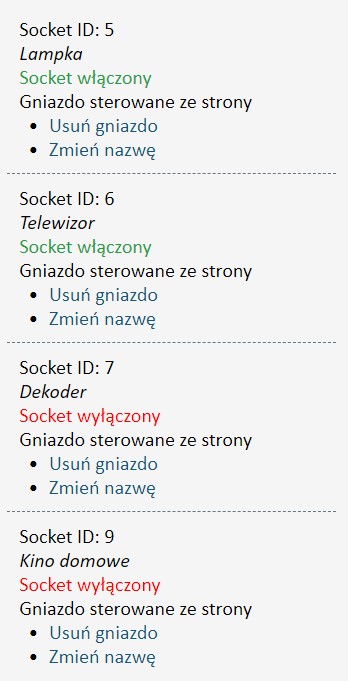 Socket ID: 5
Lampka
Socket włączony
Gniazdo sterowane ze strony
• Usuń gniazdo
• Zmień nazwę
Socket ID: 6
Telewizor
Socket włączony
Gniazdo sterowane ze strony
• Usuń gniazdo
• Zmień nazwę
Socket ID: 7
Dekoder
Socket wyłączony
Gniazdo sterowane ze strony
• Usuń gniazdo
• Zmień nazwę
Socket ID: 9
Kino domowe
Socket wyłączony
Gniazdo sterowane ze strony
• Usuń gniazdo
• Zmień nazwę